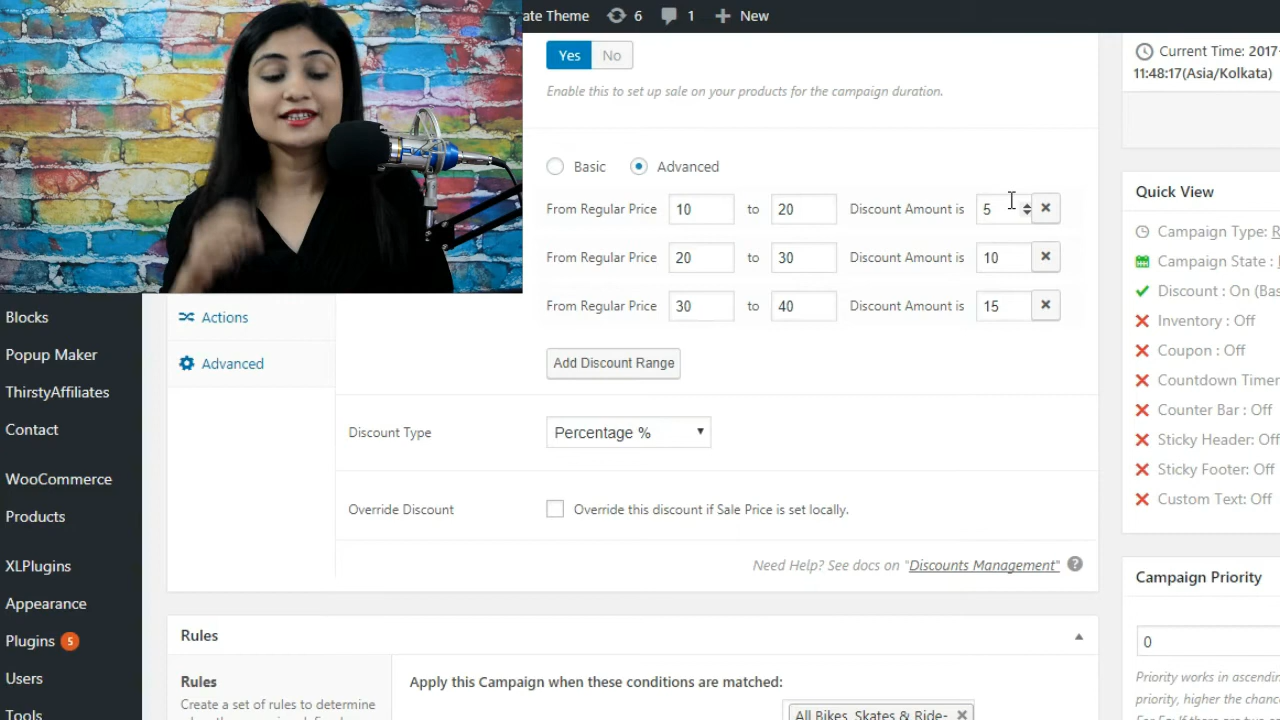 ate Theme 6 1 New
Yes No
Enable this to set up sale on your products for the campaign duration.
Basic Advanced
From Regular Price 10 to 20 Discount Amount is 5
From Regular Price 20 to 30 Discount Amount is 10
From Regular Price 30 to 40 Discount Amount is 15
Add Discount Range
Discount Type Percentage %
Override Discount Override this discount if Sale Price is set locally.
Need Help? See docs on "Discounts Management" ?
Actions
Advanced
Blocks
Popup Maker
ThirstyAffiliates
Contact
WooCommerce
Products
XLPlugins
Appearance
Plugins 5
Users
Tools
Rules
Rules
Create a set of rules to determine
Apply this Campaign when these conditions are matched:
All Bikes, Skates & Ride-
Current Time: 2017-
11:48:17(Asia/Kolkata)
Quick View
Campaign Type: R
Campaign State :
Discount : On (Bas
Inventory : Off
Coupon : Off
Countdown Timer
Counter Bar : Off
Sticky Header: Off
Sticky Footer: Off
Custom Text: Off
Campaign Priority
0
Priority works in ascendin
priority, higher the chanc